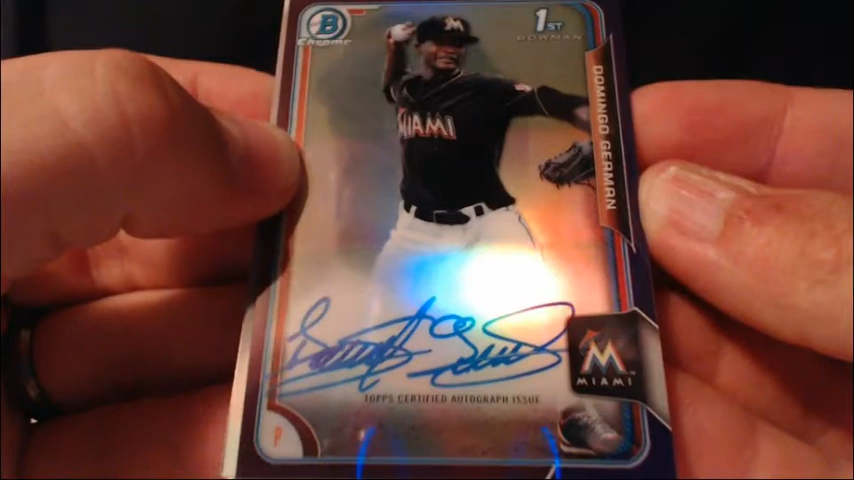 B
Chrome
1ST
BOWMAN
M
MIAMI
DOMINGO GERMAN
M
MIAMI
TOPPS CERTIFIED AUTOGRAPH ISSUE
P